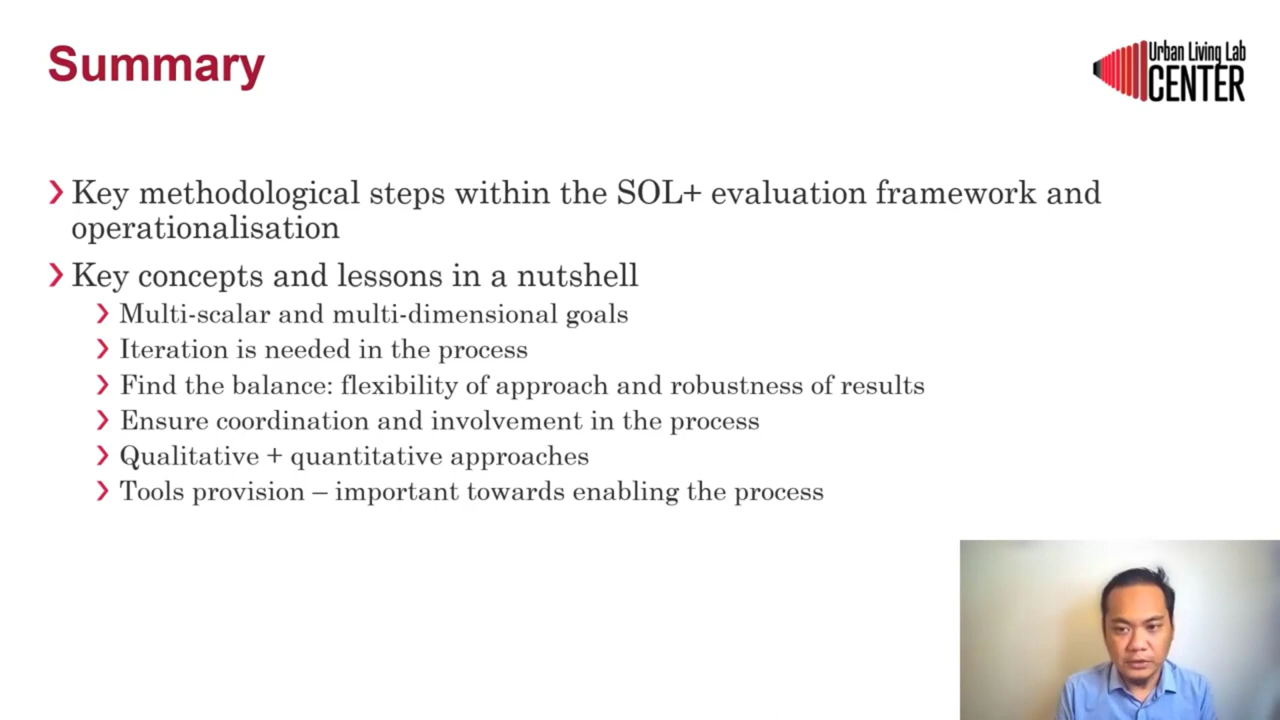 Summary
Urban Living Lab
CENTER
Key methodological steps within the SOL+ evaluation framework and
operationalisation
Key concepts and lessons in a nutshell
Multi-scalar and multi-dimensional goals
Iteration is needed in the process
Find the balance: flexibility of approach and robustness of results
Ensure coordination and involvement in the process
Qualitative + quantitative approaches
Tools provision – important towards enabling the process